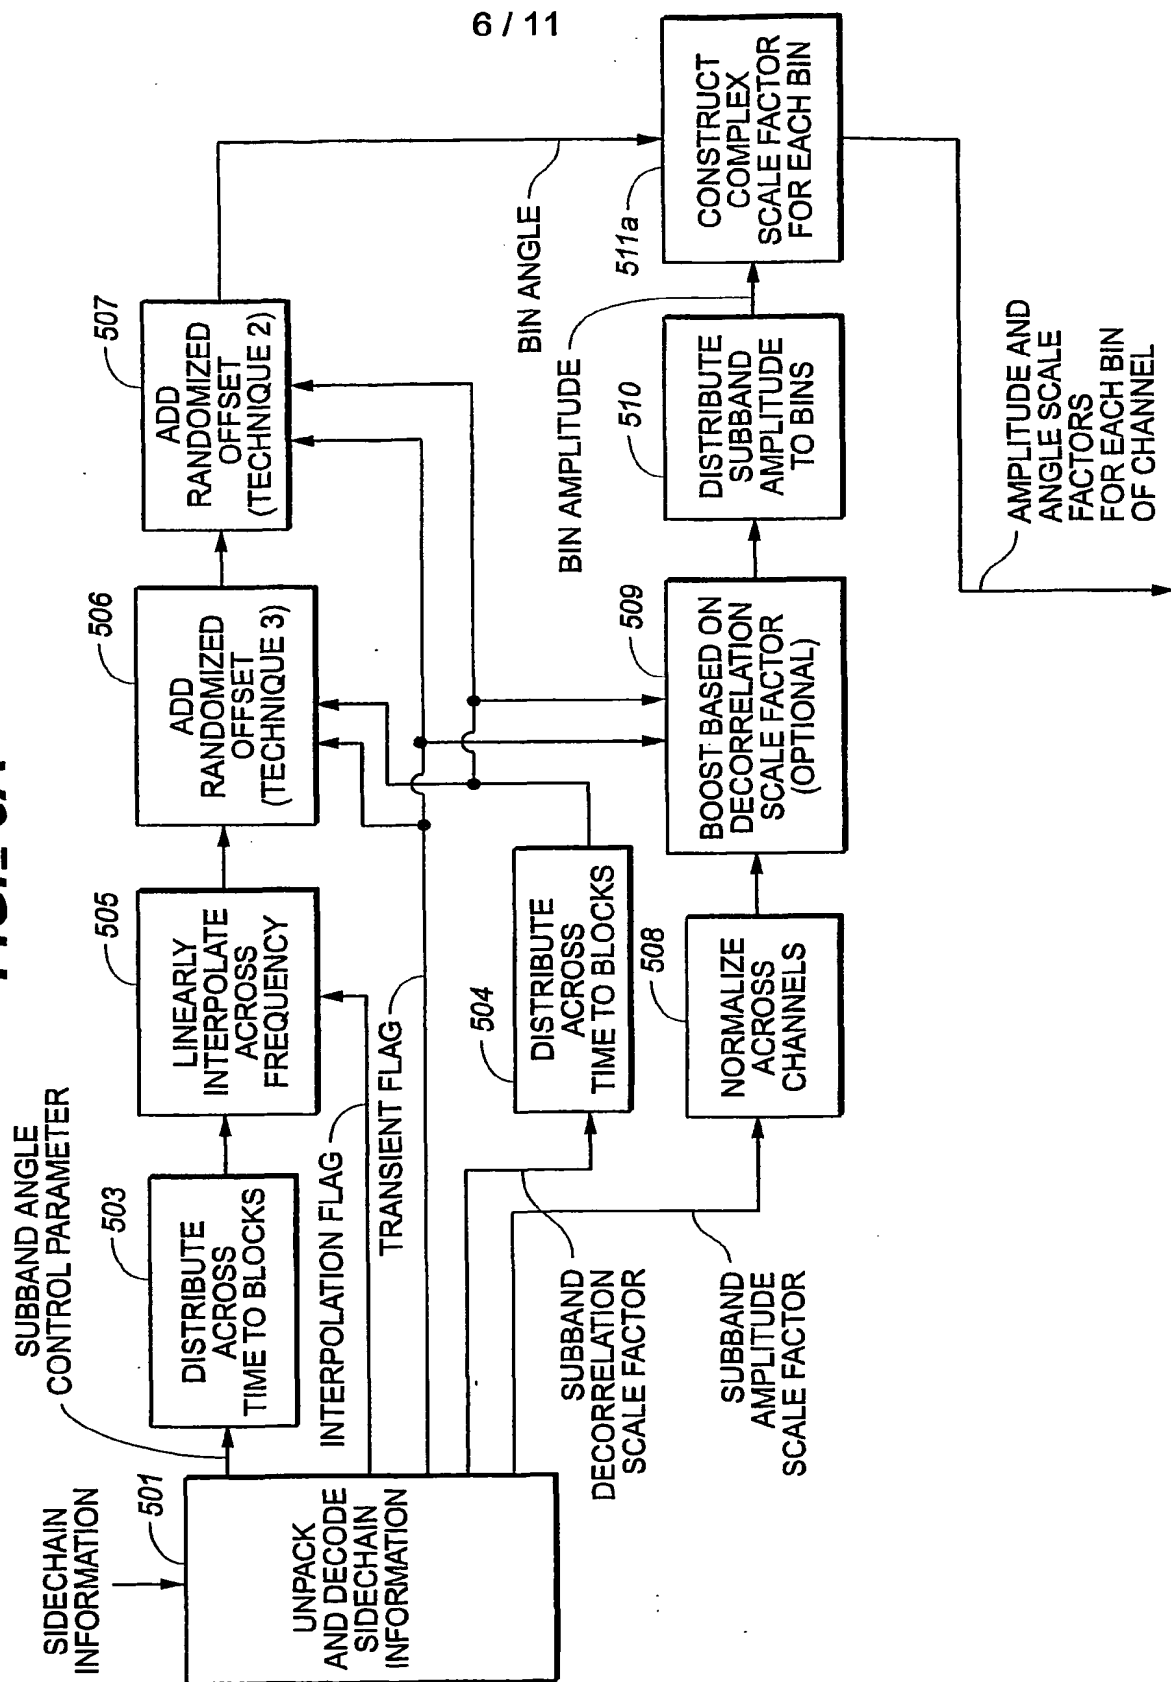 6 / 11
SIDECHAIN
INFORMATION
501
UNPACK
AND DECODE
SIDECHAIN
INFORMATION
SUBBAND ANGLE
CONTROL PARAMETER
503
DISTRIBUTE
ACROSS
TIME TO BLOCKS
505
LINEARLY
INTERPOLATE
ACROSS
FREQUENCY
506
ADD
RANDOMIZED
OFFSET
(TECHNIQUE 3)
507
ADD
RANDOMIZED
OFFSET
(TECHNIQUE 2)
INTERPOLATION FLAG
TRANSIENT FLAG
BIN ANGLE
504
DISTRIBUTE
ACROSS
TIME TO BLOCKS
SUBBAND
DECORRELATION
SCALE FACTOR
SUBBAND
AMPLITUDE
SCALE FACTOR
508
NORMALIZE
ACROSS
CHANNELS
509
BOOST BASED ON
DECORRELATION
SCALE FACTOR
(OPTIONAL)
BIN AMPLITUDE
510
DISTRIBUTE
SUBBAND
AMPLITUDE
TO BINS
511a
CONSTRUCT
COMPLEX
SCALE FACTOR
FOR EACH BIN
AMPLITUDE AND
ANGLE SCALE
FACTORS
FOR EACH BIN
OF CHANNEL